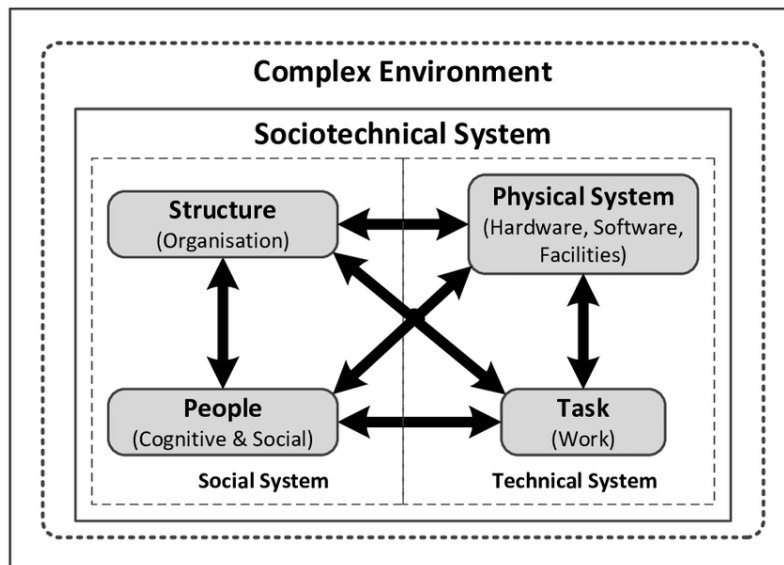 Complex Environment
Sociotechnical System
Structure
(Organisation)
Physical System
(Hardware, Software,
Facilities)
People
(Cognitive & Social)
Task
(Work)
Social System
Technical System